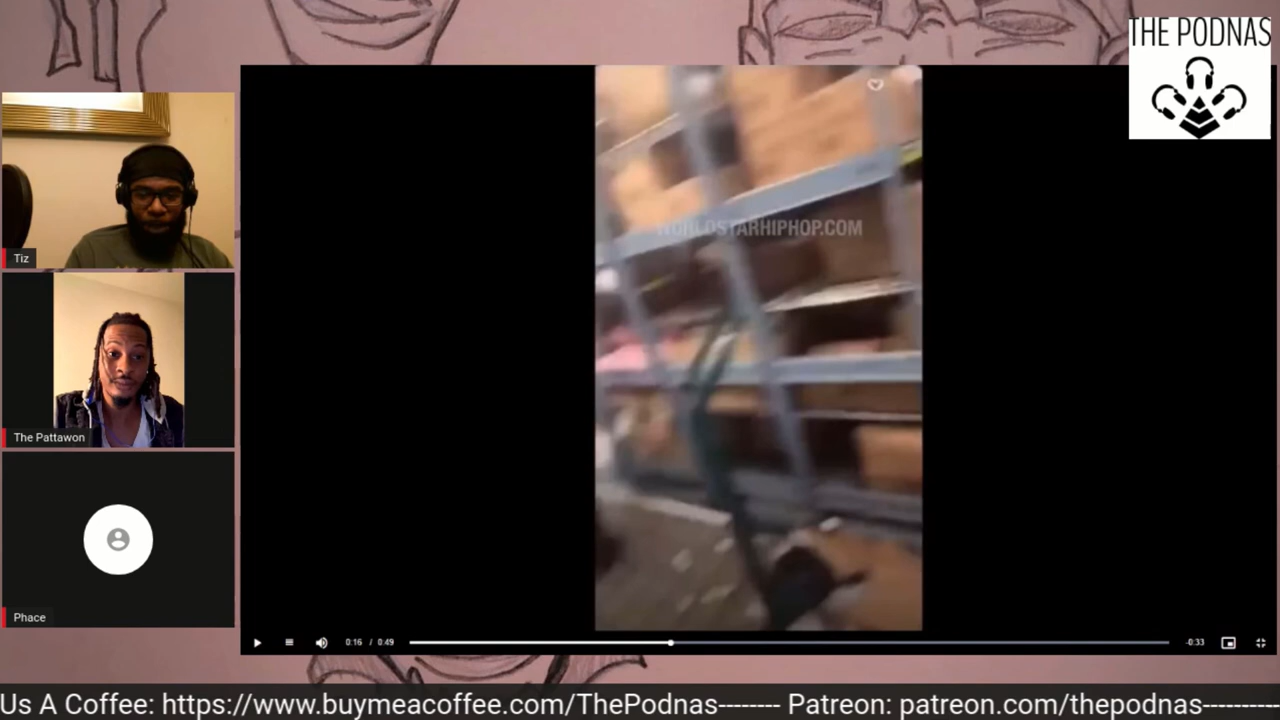 THE PODNAS
WORLDSTARHIPHOP.COM
Tiz
The Pattawon
Phace
0:16 / 0:49
-0:33
Us A Coffee: https://www.buymeacoffee.com/ThePodnas-------- Patreon: patreon.com/thepodnas----------